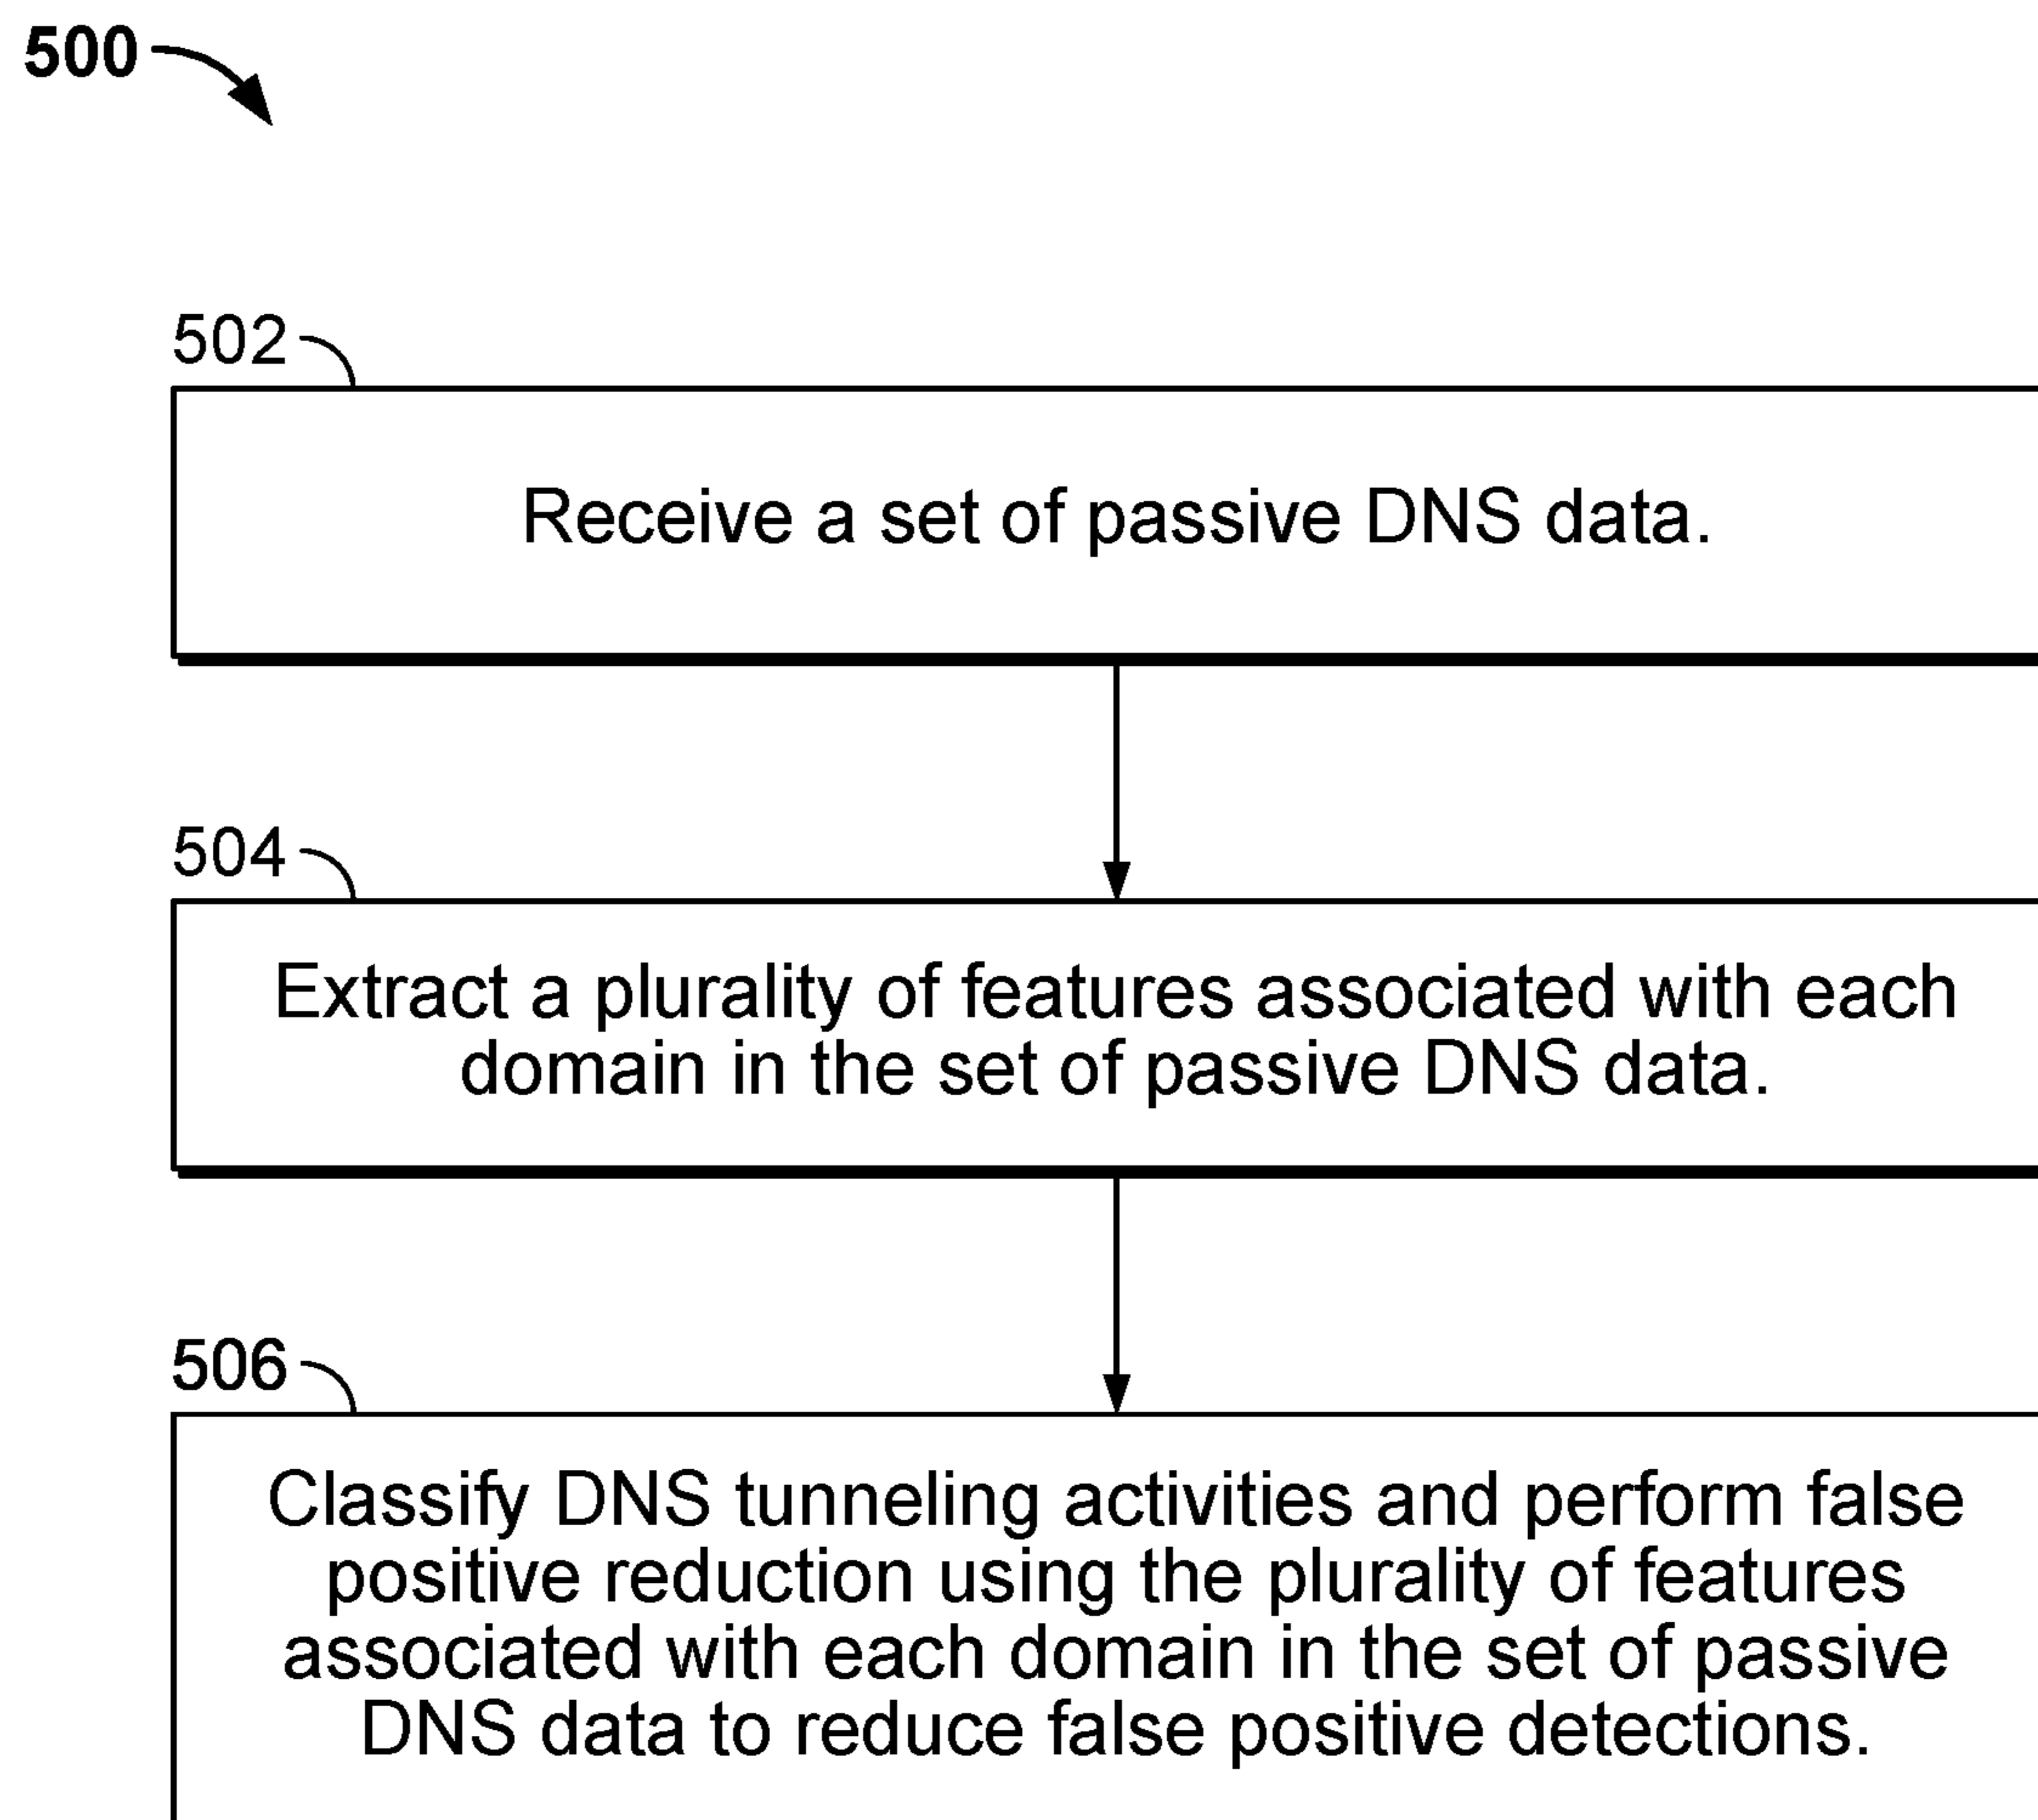 500
502
Receive a set of passive DNS data.
504
Extract a plurality of features associated with each
domain in the set of passive DNS data.
506
Classify DNS tunneling activities and perform false
positive reduction using the plurality of features
associated with each domain in the set of passive
DNS data to reduce false positive detections.